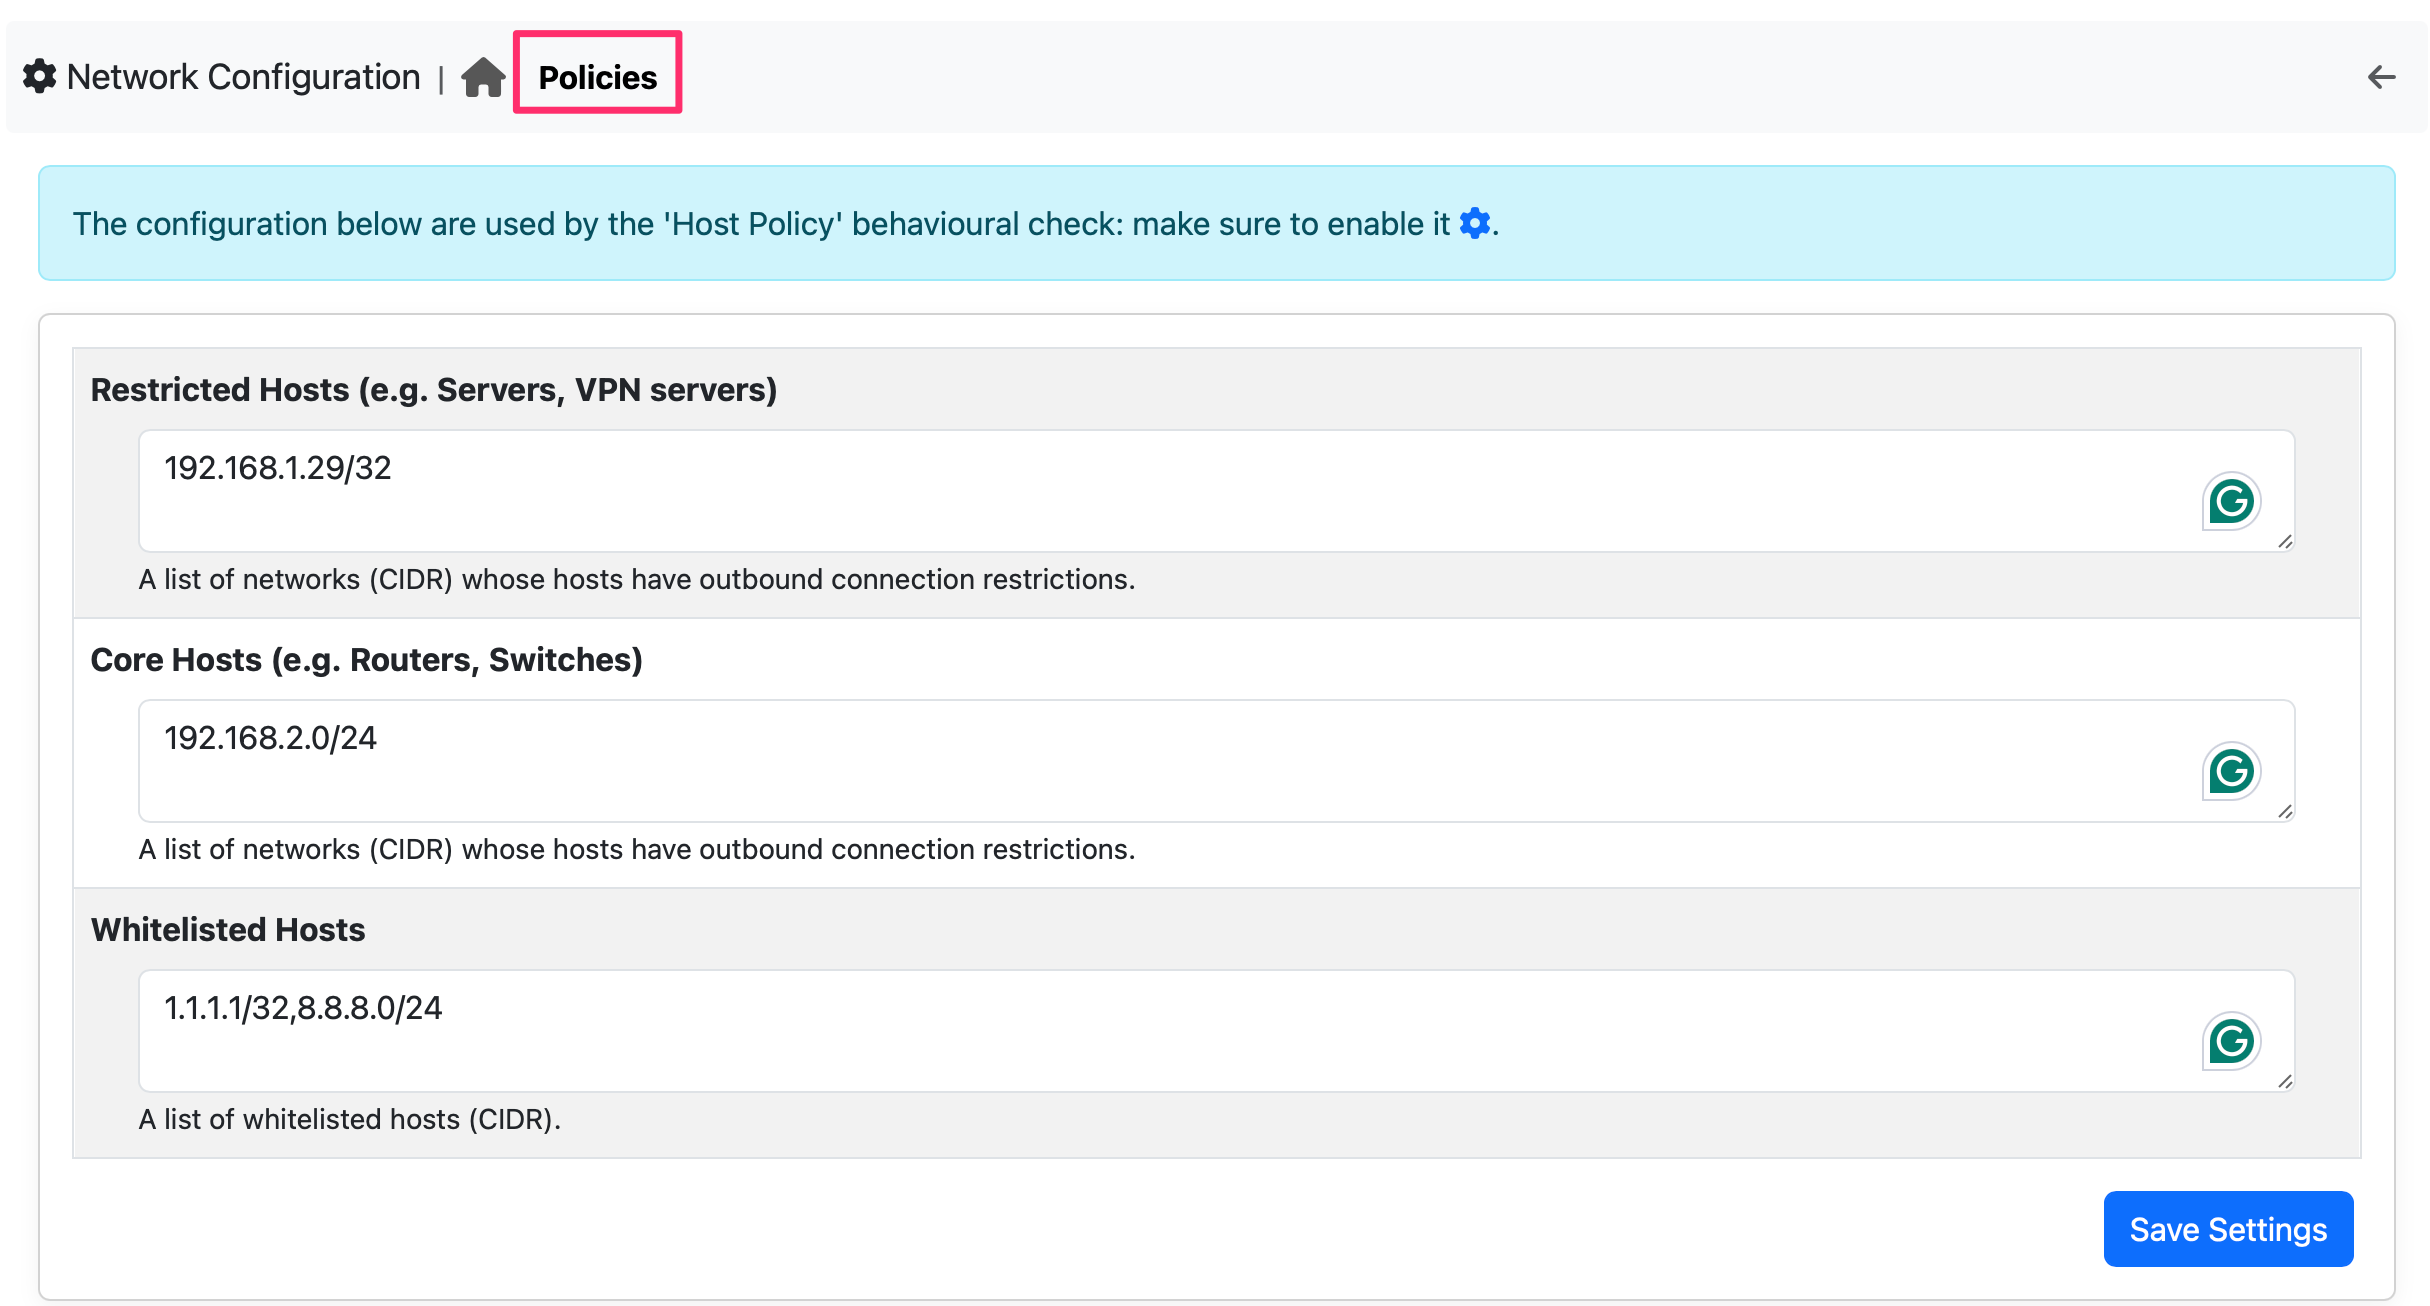 Network Configuration | Policies
The configuration below are used by the 'Host Policy' behavioural check: make sure to enable it .
Restricted Hosts (e.g. Servers, VPN servers)
192.168.1.29/32
A list of networks (CIDR) whose hosts have outbound connection restrictions.
Core Hosts (e.g. Routers, Switches)
192.168.2.0/24
A list of networks (CIDR) whose hosts have outbound connection restrictions.
Whitelisted Hosts
1.1.1.1/32,8.8.8.0/24
A list of whitelisted hosts (CIDR).
Save Settings